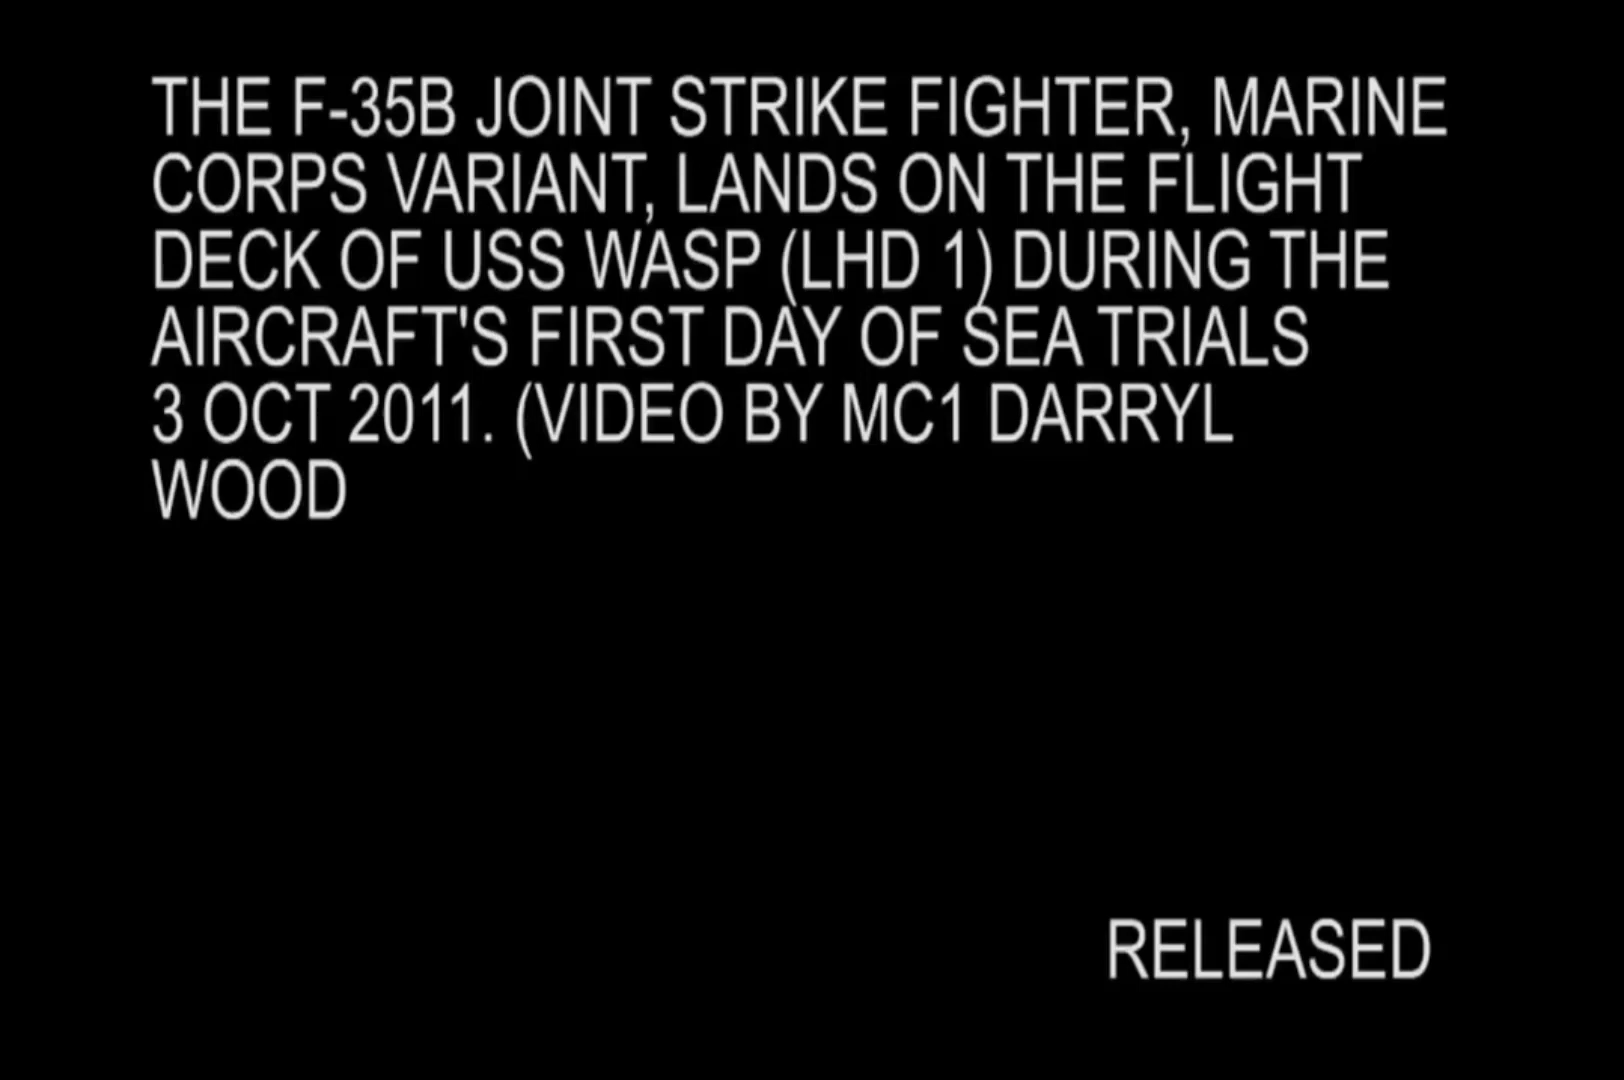 THE F-35B JOINT STRIKE FIGHTER, MARINE
CORPS VARIANT, LANDS ON THE FLIGHT
DECK OF USS WASP (LHD 1) DURING THE
AIRCRAFT'S FIRST DAY OF SEA TRIALS
3 OCT 2011. (VIDEO BY MC1 DARRYL
WOOD
RELEASED